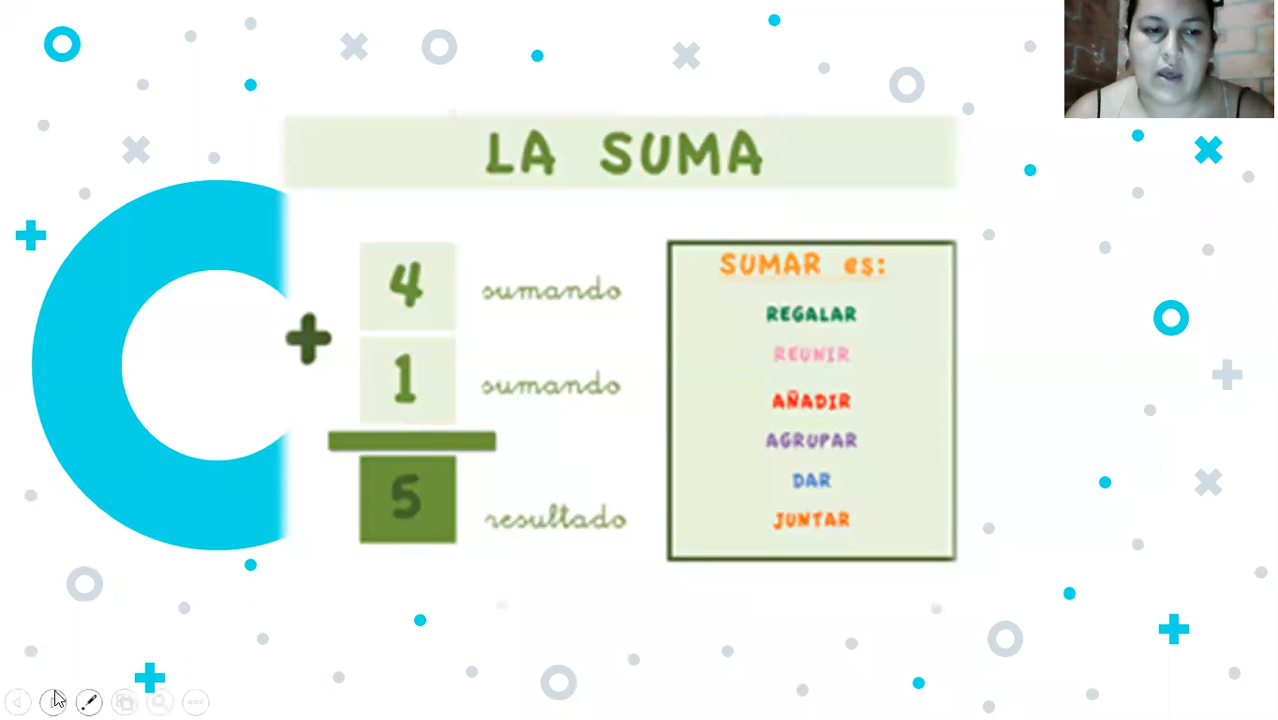 LA SUMA
4 sumando
+
1 sumando
5 resultado
SUMAR es:
REGALAR
REUNIR
AÑADIR
AGRUPAR
DAR
JUNTAR